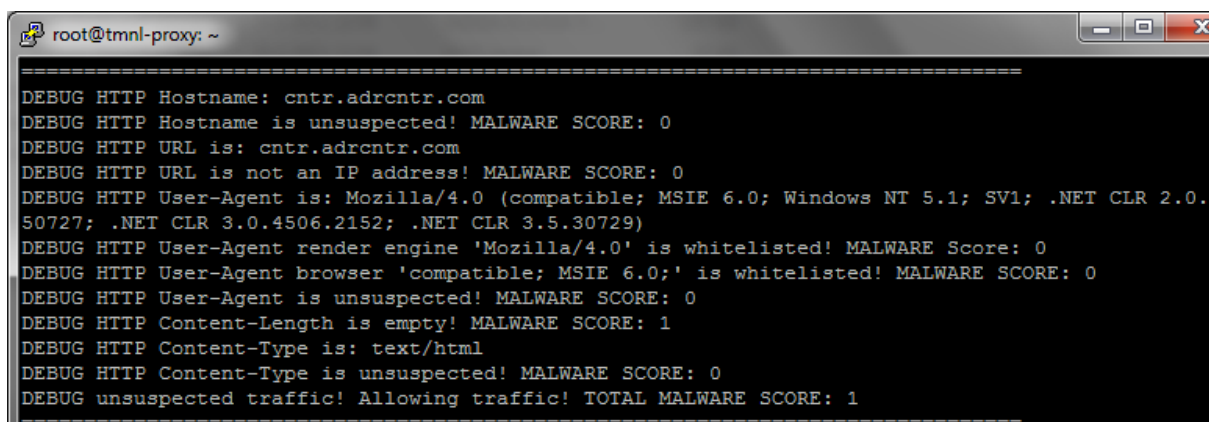 root@tmnl-proxy: ~
================================================================================
DEBUG HTTP Hostname: cntr.adrcntr.com
DEBUG HTTP Hostname is unsuspected! MALWARE SCORE: 0
DEBUG HTTP URL is: cntr.adrcntr.com
DEBUG HTTP URL is not an IP address! MALWARE SCORE: 0
DEBUG HTTP User-Agent is: Mozilla/4.0 (compatible; MSIE 6.0; Windows NT 5.1; SV1; .NET CLR 2.0.
50727; .NET CLR 3.0.4506.2152; .NET CLR 3.5.30729)
DEBUG HTTP User-Agent render engine 'Mozilla/4.0' is whitelisted! MALWARE Score: 0
DEBUG HTTP User-Agent browser 'compatible; MSIE 6.0;' is whitelisted! MALWARE SCORE: 0
DEBUG HTTP User-Agent is unsuspected! MALWARE SCORE: 0
DEBUG HTTP Content-Length is empty! MALWARE SCORE: 1
DEBUG HTTP Content-Type is: text/html
DEBUG HTTP Content-Type is unsuspected! MALWARE SCORE: 0
DEBUG unsuspected traffic! Allowing traffic! TOTAL MALWARE SCORE: 1
================================================================================